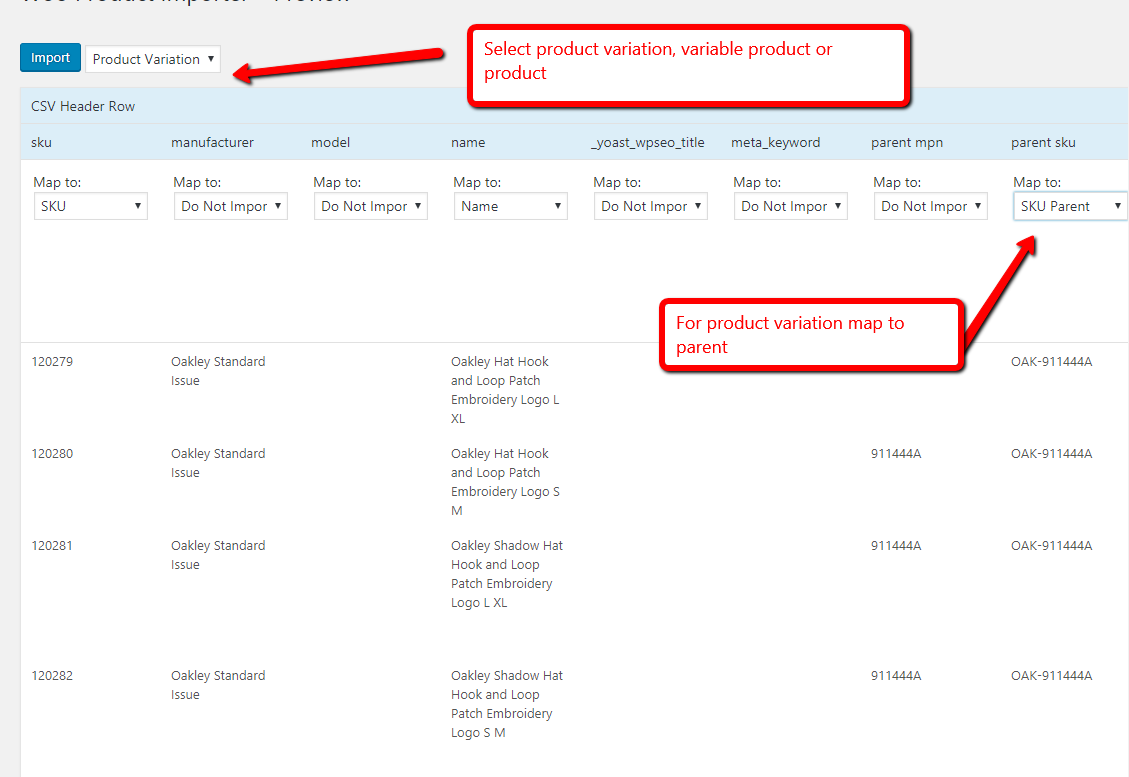 Import
Product Variation
Select product variation, variable product or
product
CSV Header Row
sku manufacturer model name _yoast_wpseo_title meta_keyword parent mpn parent sku
Map to: Map to: Map to: Map to: Map to: Map to: Map to: Map to:
SKU Do Not Impor Do Not Impor Name Do Not Impor Do Not Impor Do Not Impor SKU Parent
For product variation map to
parent
120279 Oakley Standard Oakley Hat Hook OAK-911444A
Issue and Loop Patch
Embroidery Logo L
XL
120280 Oakley Standard Oakley Hat Hook 911444A OAK-911444A
Issue and Loop Patch
Embroidery Logo S
M
120281 Oakley Standard Oakley Shadow Hat 911444A OAK-911444A
Issue Hook and Loop
Patch Embroidery
Logo L XL
120282 Oakley Standard Oakley Shadow Hat 911444A OAK-911444A
Issue Hook and Loop
Patch Embroidery
Logo S M